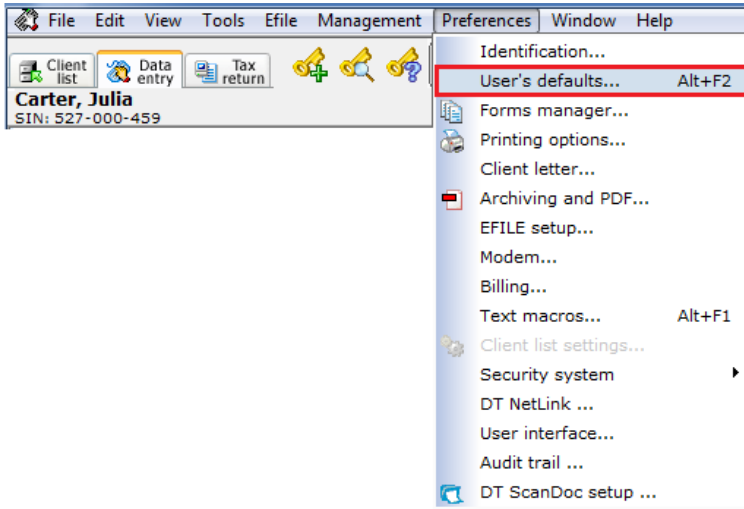 File Edit View Tools Efile Management Preferences Window Help
Client list
Data entry
Tax return
Carter, Julia
SIN: 527-000-459
Identification...
User's defaults... Alt+F2
Forms manager...
Printing options...
Client letter...
Archiving and PDF...
EFILE setup...
Modem...
Billing...
Text macros... Alt+F1
Client list settings...
Security system
DT NetLink ...
User interface...
Audit trail ...
DT ScanDoc setup ...